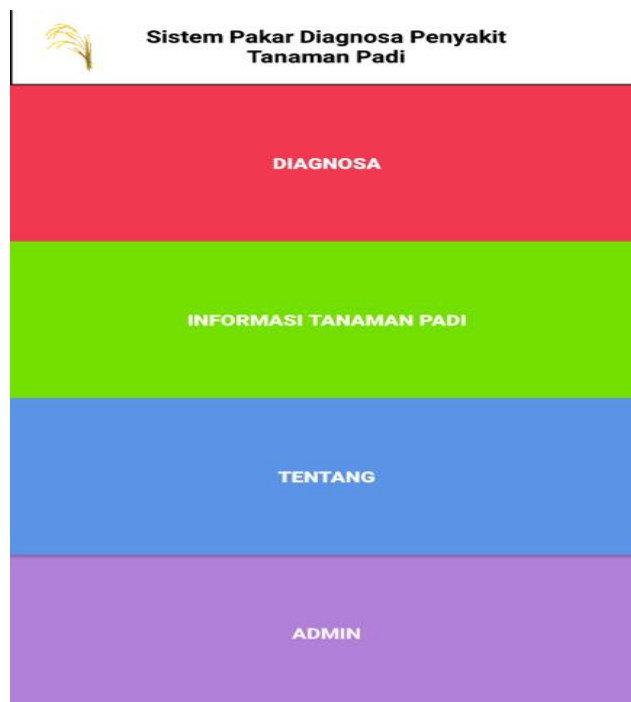 Sistem Pakar Diagnosa Penyakit
Tanaman Padi
DIAGNOSA
INFORMASI TANAMAN PADI
TENTANG
ADMIN